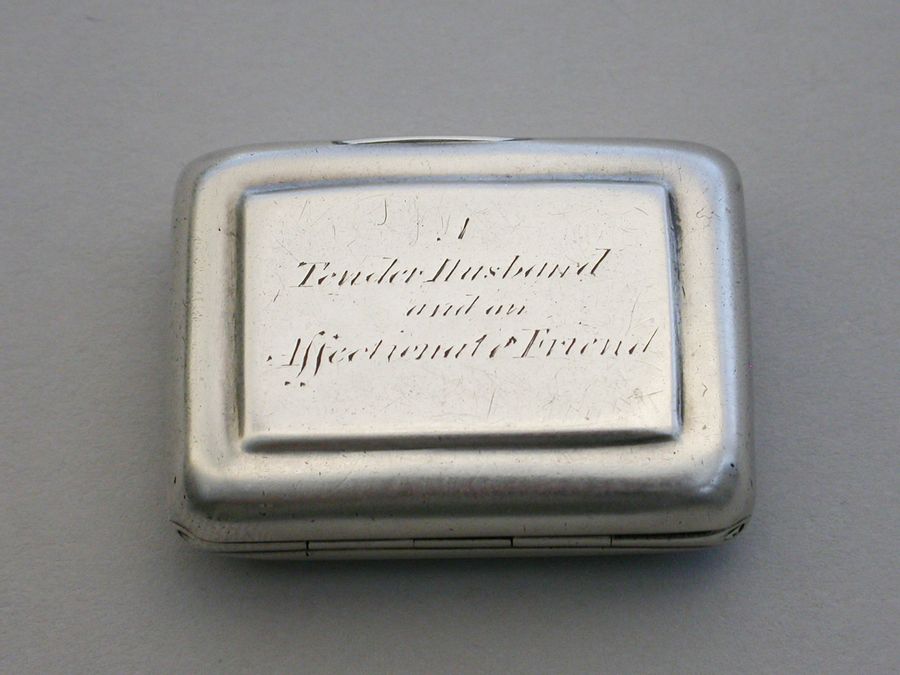 A
Tender Husband
and an
Affectionate Friend